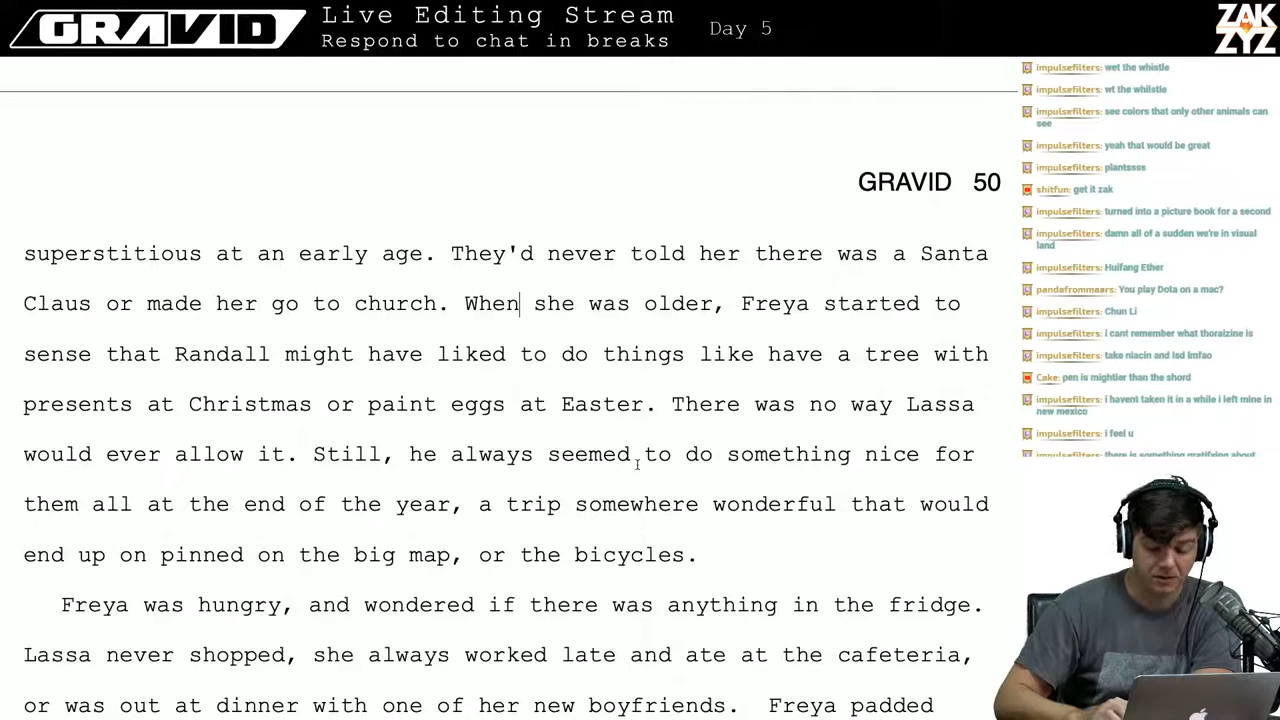 GRAVID
Live Editing Stream
Respond to chat in breaks
Day 5
ZAK
ZYZ
impulsefilters: wet the whistle
impulsefilters: wt the whilstle
impulsefilters: see colors that only other animals can
see
impulsefilters: yeah that would be great
impulsefilters: plantssss
shitfun: get it zak
impulsefilters: turned into a picture book for a second
impulsefilters: damn all of a sudden we're in visual
land
impulsefilters: Huifang Ether
pandafrommaars: You play Dota on a mac?
impulsefilters: Chun Li
impulsefilters: i cant remember what thoralzine is
impulsefilters: take niacin and lsd lmfao
Cake: pen is mightier than the shord
impulsefilters: i havent taken it in a while i left mine in
new mexico
impulsefilters: i feel u
impulsefilters: there is something gratifying about
GRAVID 50
superstitious at an early age. They'd never told her there was a Santa
Claus or made her go to Chruch. When she was older, Freya started to
sense that Randall might have liked to do things like have a tree with
presents at Christmas or paint eggs at Easter. There was no way Lassa
would ever allow it. Still, he always seemed to do something nice for
them all at the end of the year, a trip somewhere wonderful that would
end up on pinned on the big map, or the bicycles.
Freya was hungry, and wondered if there was anything in the fridge.
Lassa never shopped, she always worked late and ate at the cafeteria,
or was out at dinner with one of her new boyfriends. Freya padded